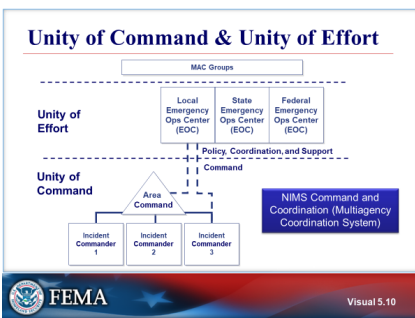 Unity of Command & Unity of Effort
MAC Groups
Unity of
Effort
Local
Emergency
Ops Center
(EOC)
State
Emergency
Ops Center
(EOC)
Federal
Emergency
Ops Center
(EOC)
Policy, Coordination, and Support
Command
Unity of
Command
Area
Command
NIMS Command and
Coordination (Multiagency
Coordination System)
Incident
Commander
1
Incident
Commander
2
Incident
Commander
3
FEMA
Visual 5.10